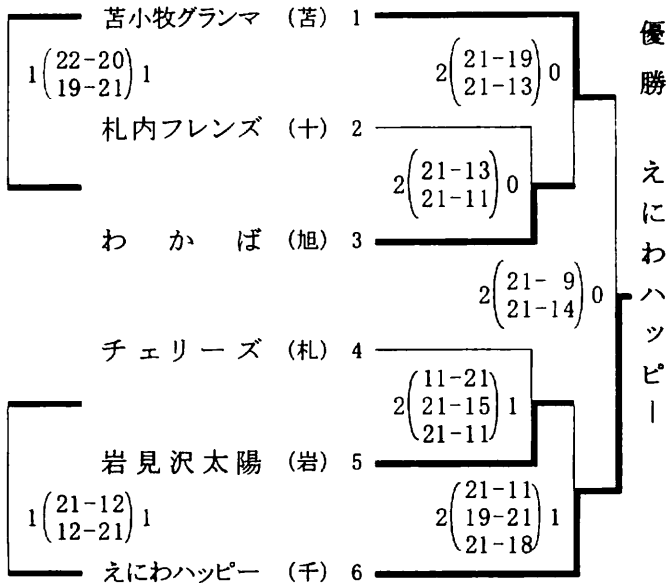 苫小牧グランマ (苫) 1
1(22-20 19-21)1
2(21-19 21-13)0
札内フレンズ (十) 2
2(21-13 21-11)0
わかば (旭) 3
2(21- 9 21-14)0
チェリーズ (札) 4
2(11-21 21-15 21-11)1
岩見沢太陽 (岩) 5
1(21-12 12-21)1
2(21-11 19-21 21-18)1
えにわハッピー (千) 6
優勝 えにわハッピー